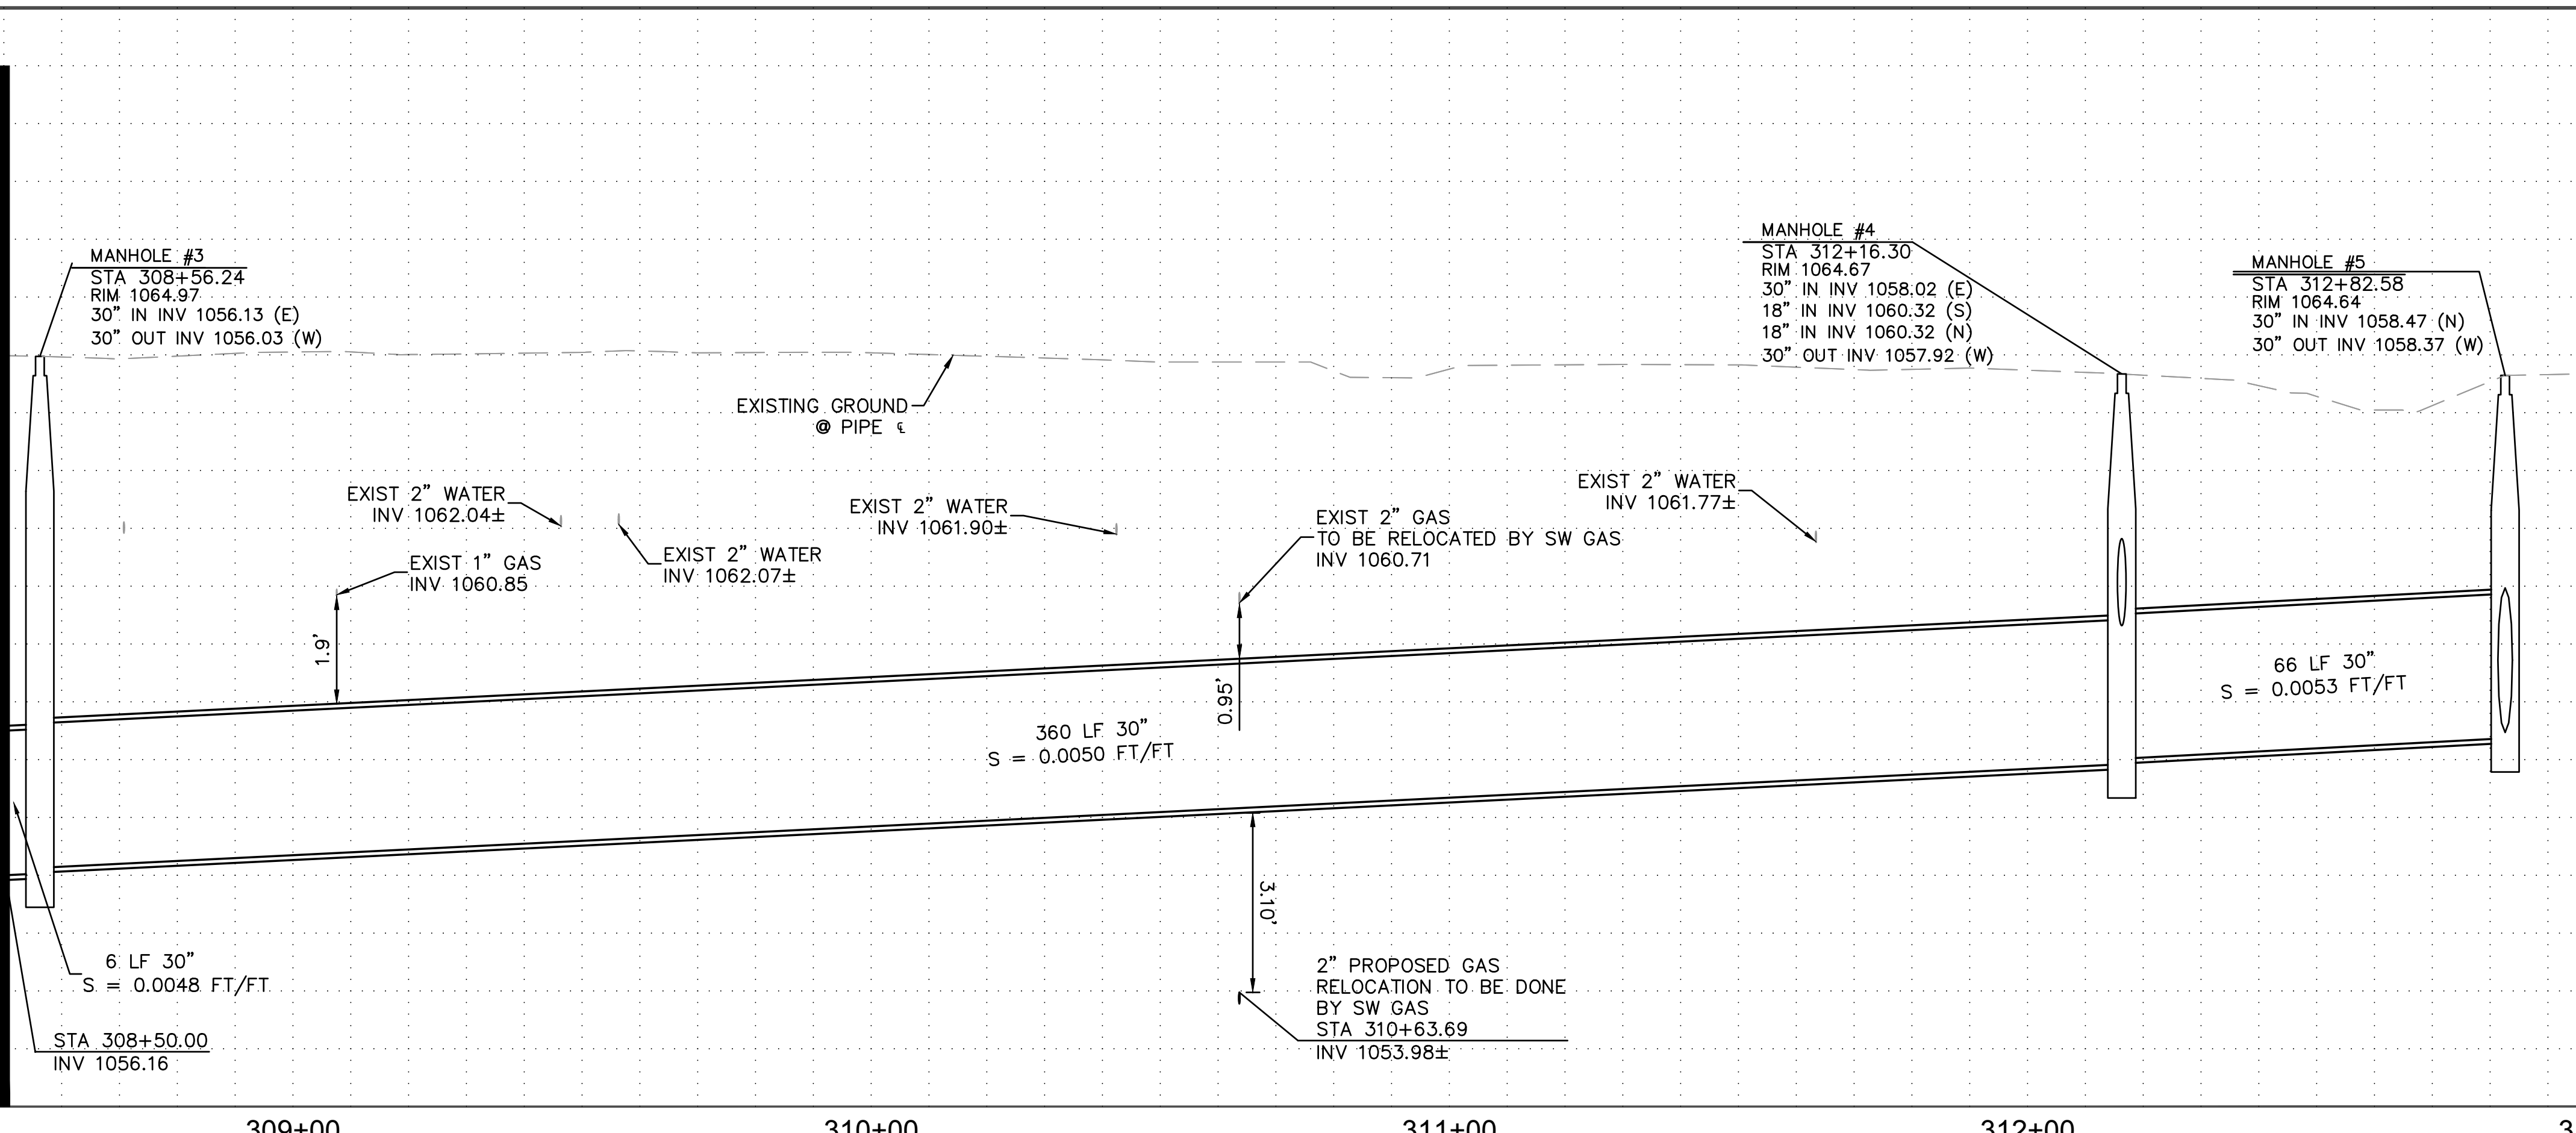 MANHOLE #3
STA 308+56.24
RIM 1064.97
30" IN INV 1056.13 (E)
30" OUT INV 1056.03 (W)
MANHOLE #4
STA 312+16.30
RIM 1064.67
30" IN INV 1058.02 (E)
18" IN INV 1060.32 (S)
18" IN INV 1060.32 (N)
30" OUT INV 1057.92 (W)
MANHOLE #5
STA 312+82.58
RIM 1064.64
30" IN INV 1058.47 (N)
30" OUT INV 1058.37 (W)
EXISTING GROUND
@ PIPE ℄
EXIST 2" WATER
INV 1062.04±
EXIST 1" GAS
INV 1060.85
EXIST 2" WATER
INV 1062.07±
EXIST 2" WATER
INV 1061.90±
EXIST 2" GAS
TO BE RELOCATED BY SW GAS
INV 1060.71
EXIST 2" WATER
INV 1061.77±
1.9'
0.95'
360 LF 30"
S = 0.0050 FT/FT
66 LF 30"
S = 0.0053 FT/FT
3.10'
6 LF 30"
S = 0.0048 FT/FT
STA 308+50.00
INV 1056.16
2" PROPOSED GAS
RELOCATION TO BE DONE
BY SW GAS
STA 310+63.69
INV 1053.98±
309+00
310+00
311+00
312+00